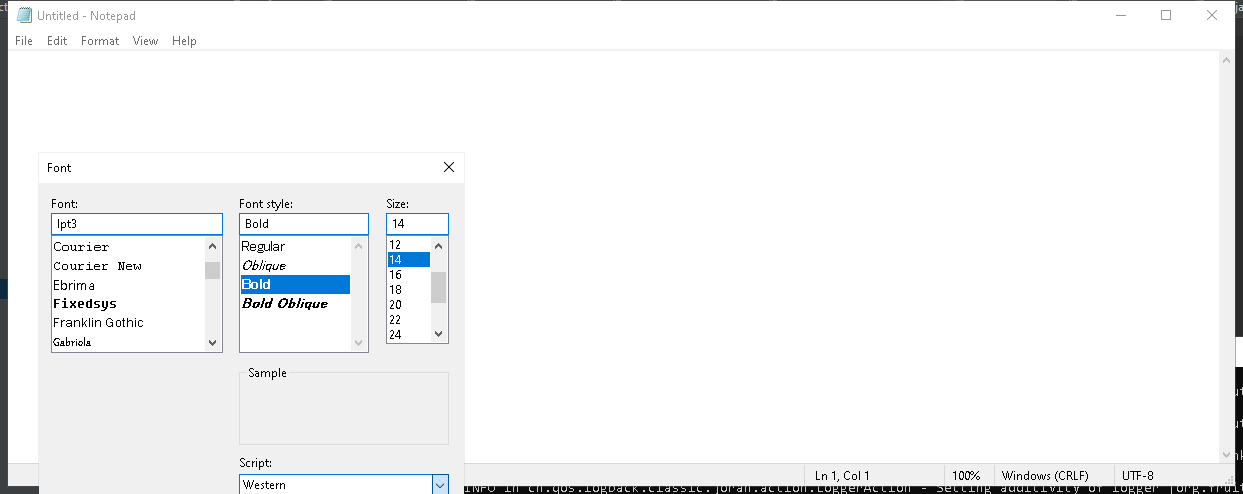 Untitled - Notepad
File Edit Format View Help
Font
Font: Font style: Size:
lpt3 Bold 14
Courier Regular 12
Courier New Oblique 14
Ebrima Bold 16
Fixedsys Bold Oblique 18
Franklin Gothic 20
Gabriola 22
24
Sample
Script:
Western
Ln 1, Col 1 100% Windows (CRLF) UTF-8
INFO in ch.qos.logback.classic.joran.action.LoggerAction - Setting additivity of logger